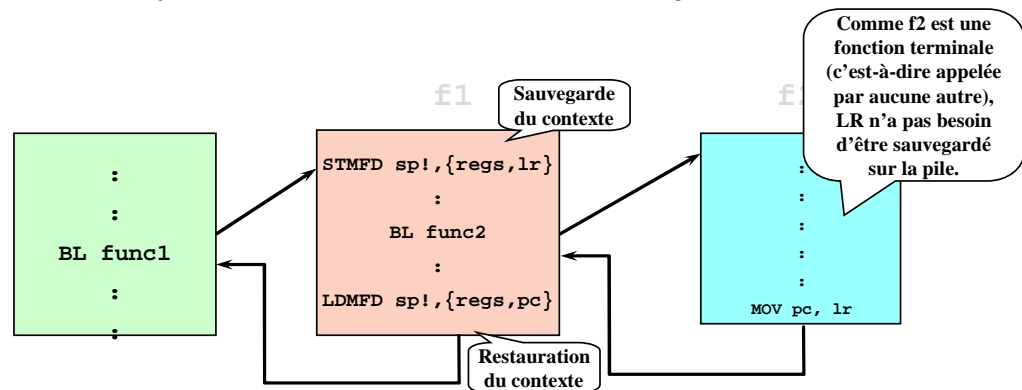 f1
:
:
BL func1
:
:
Sauvegarde
du contexte
STMFD sp!,{regs,lr}
:
BL func2
:
LDMFD sp!,{regs,pc}
Restauration
du contexte
Comme f2 est une
fonction terminale
(c'est-à-dire appelée
par aucune autre),
LR n'a pas besoin
d'être sauvegardé
sur la pile.
:
:
:
:
:
MOV pc, lr